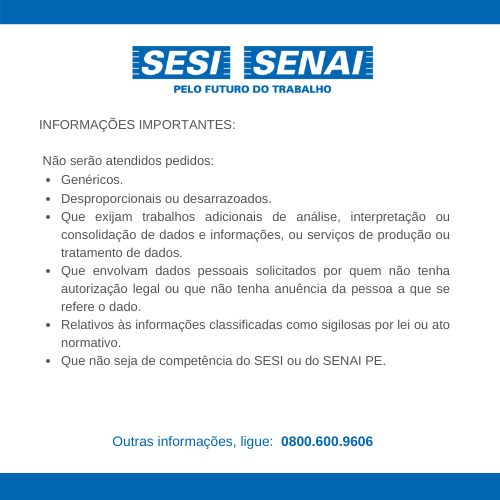 SESI SENAI
PELO FUTURO DO TRABALHO
INFORMAÇÕES IMPORTANTES:
Não serão atendidos pedidos:
• Genéricos.
• Desproporcionais ou desarrazoados.
• Que exijam trabalhos adicionais de análise, interpretação ou
consolidação de dados e informações, ou serviços de produção ou
tratamento de dados.
• Que envolvam dados pessoais solicitados por quem não tenha
autorização legal ou que não tenha anuência da pessoa a que se
refere o dado.
• Relativos às informações classificadas como sigilosas por lei ou ato
normativo.
• Que não seja de competência do SESI ou do SENAI PE.
Outras informações, ligue: 0800.600.9606